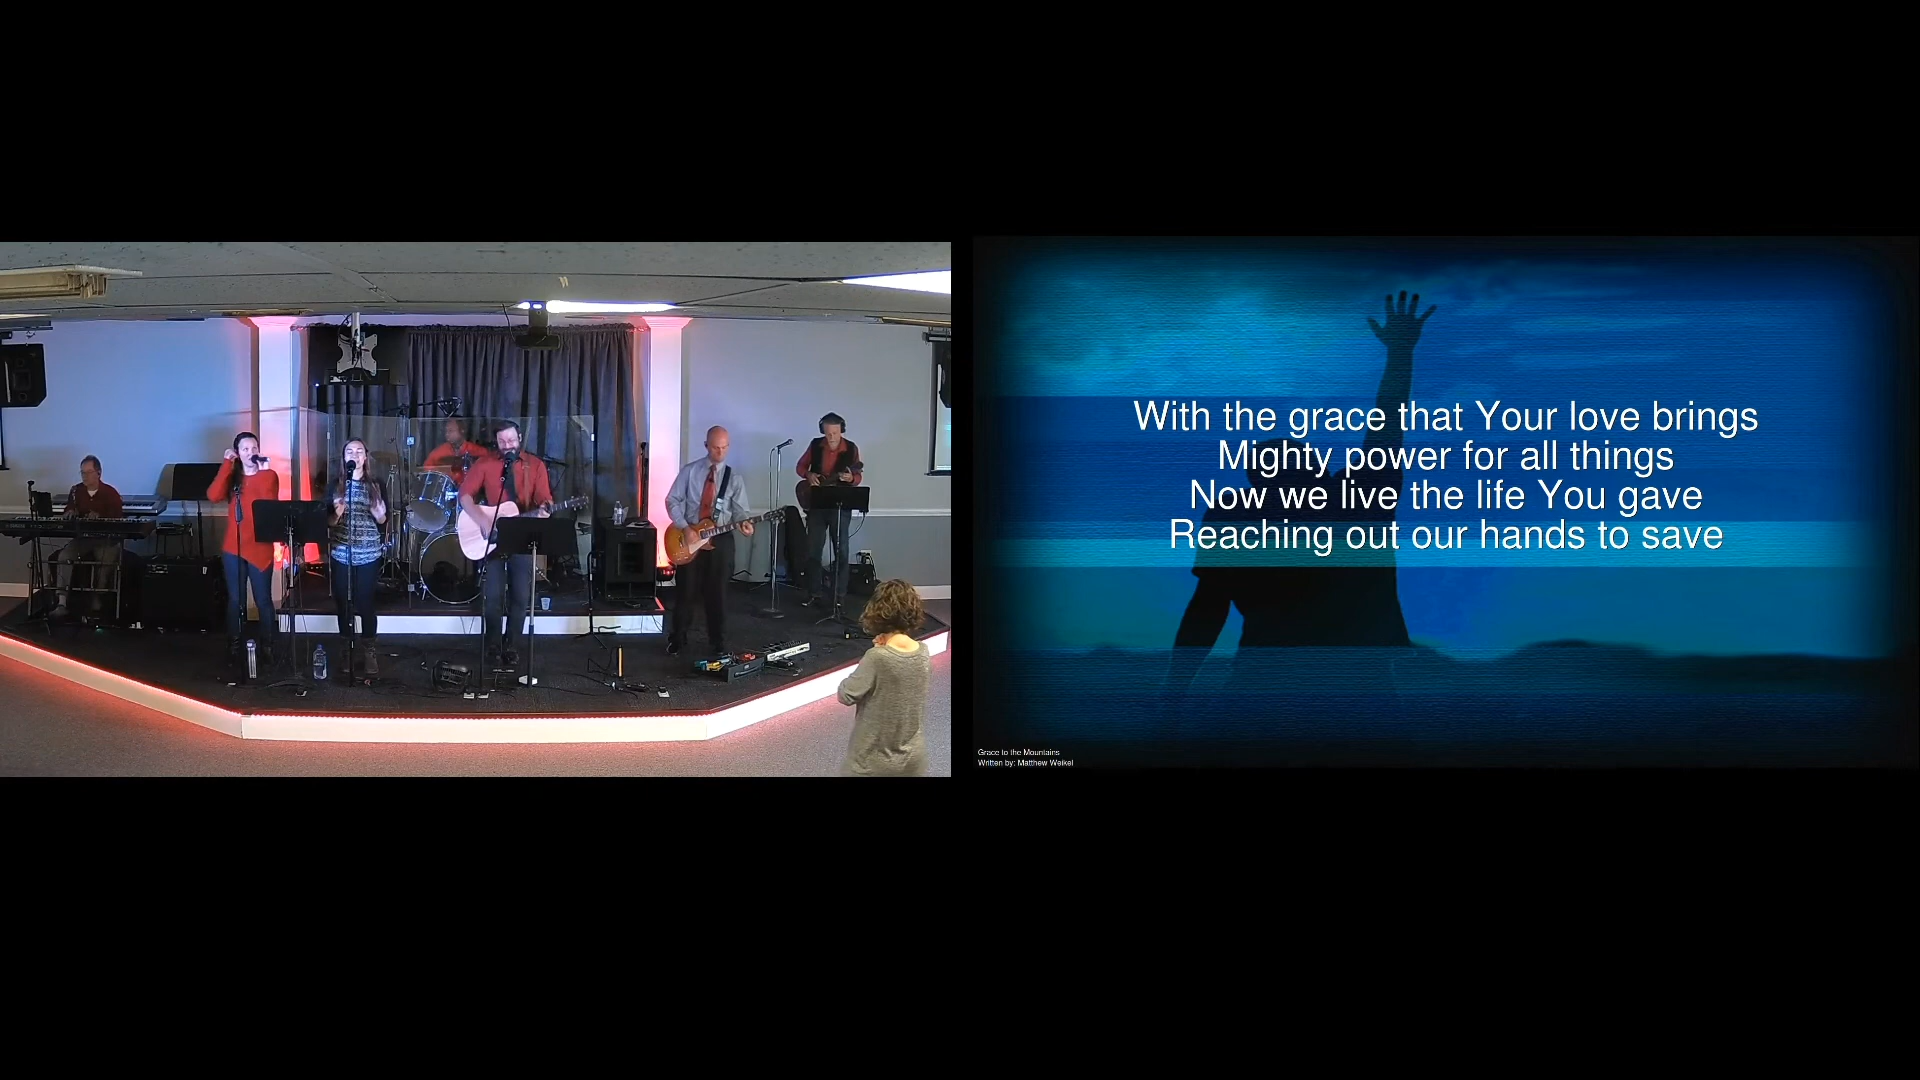 With the grace that Your love brings
Mighty power for all things
Now we live the life You gave
Reaching out our hands to save
Grace to the Mountains
Written by: Matthew Weikel